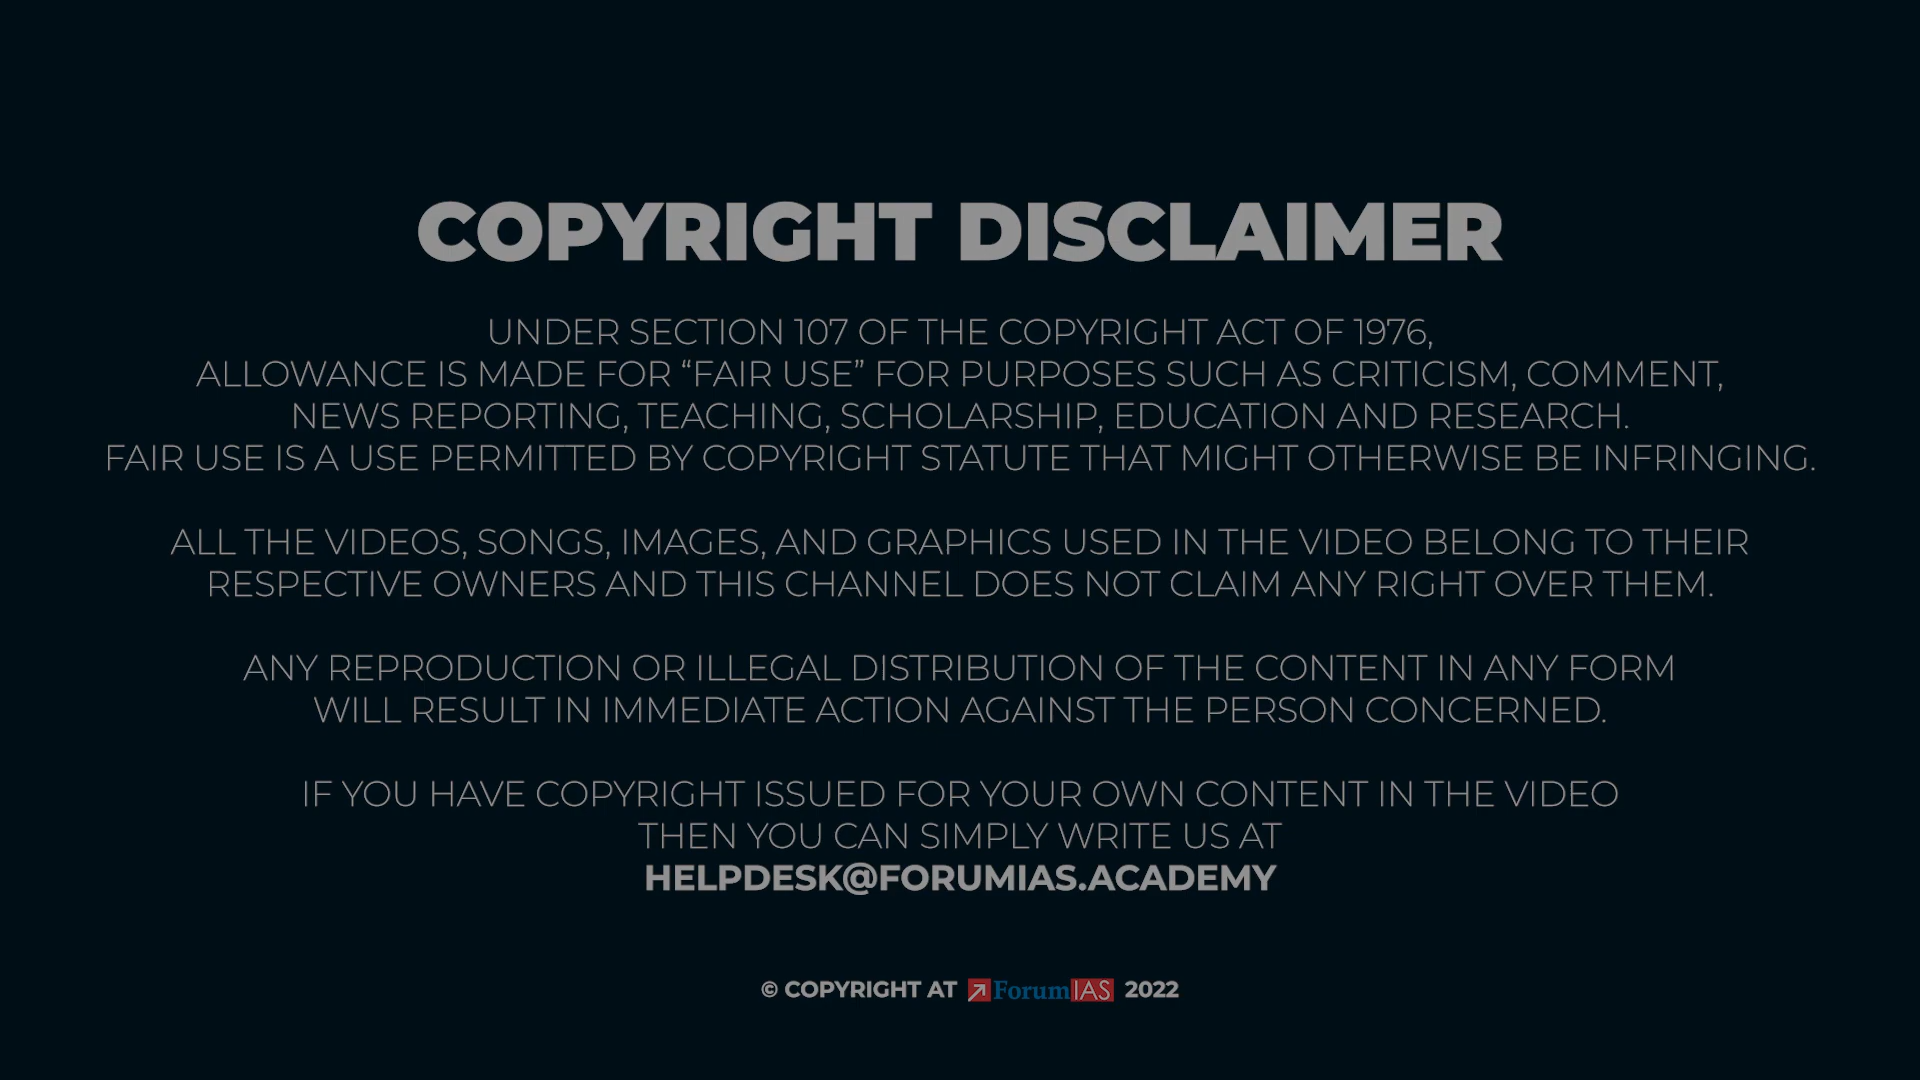 COPYRIGHT DISCLAIMER
UNDER SECTION 107 OF THE COPYRIGHT ACT OF 1976,
ALLOWANCE IS MADE FOR “FAIR USE” FOR PURPOSES SUCH AS CRITICISM, COMMENT,
NEWS REPORTING, TEACHING, SCHOLARSHIP, EDUCATION AND RESEARCH.
FAIR USE IS A USE PERMITTED BY COPYRIGHT STATUTE THAT MIGHT OTHERWISE BE INFRINGING.
ALL THE VIDEOS, SONGS, IMAGES, AND GRAPHICS USED IN THE VIDEO BELONG TO THEIR
RESPECTIVE OWNERS AND THIS CHANNEL DOES NOT CLAIM ANY RIGHT OVER THEM.
ANY REPRODUCTION OR ILLEGAL DISTRIBUTION OF THE CONTENT IN ANY FORM
WILL RESULT IN IMMEDIATE ACTION AGAINST THE PERSON CONCERNED.
IF YOU HAVE COPYRIGHT ISSUED FOR YOUR OWN CONTENT IN THE VIDEO
THEN YOU CAN SIMPLY WRITE US AT
HELPDESK@FORUMIAS.ACADEMY
© COPYRIGHT AT ForumIAS 2022